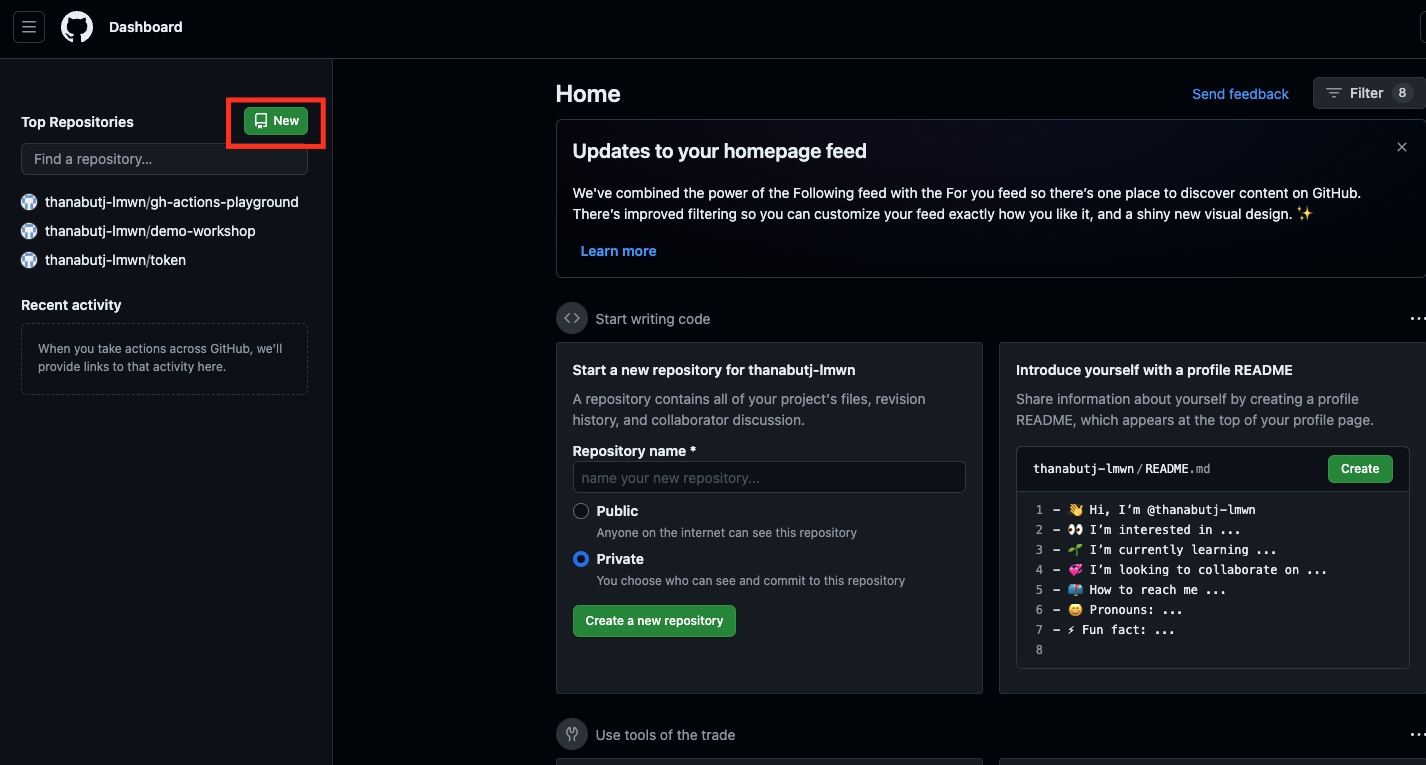 Dashboard
Top Repositories
New
Find a repository...
thanabutj-lmwn/gh-actions-playground
thanabutj-lmwn/demo-workshop
thanabutj-lmwn/token
Recent activity
When you take actions across GitHub, we'll
provide links to that activity here.
Home
Send feedback
Filter 8
Updates to your homepage feed
We've combined the power of the Following feed with the For you feed so there's one place to discover content on GitHub.
There's improved filtering so you can customize your feed exactly how you like it, and a shiny new visual design. ✨
Learn more
Start writing code
Start a new repository for thanabutj-lmwn
A repository contains all of your project's files, revision
history, and collaborator discussion.
Repository name *
name your new repository...
Public
Anyone on the internet can see this repository
Private
You choose who can see and commit to this repository
Create a new repository
Introduce yourself with a profile README
Share information about yourself by creating a profile
README, which appears at the top of your profile page.
thanabutj-lmwn/README.md
Create
1 - 👋 Hi, I'm @thanabutj-lmwn
2 - 👀 I'm interested in ...
3 - 🌱 I'm currently learning ...
4 - 💞️ I'm looking to collaborate on ...
5 - 📫 How to reach me ...
6 - 😄 Pronouns: ...
7 - ⚡ Fun fact: ...
8
Use tools of the trade